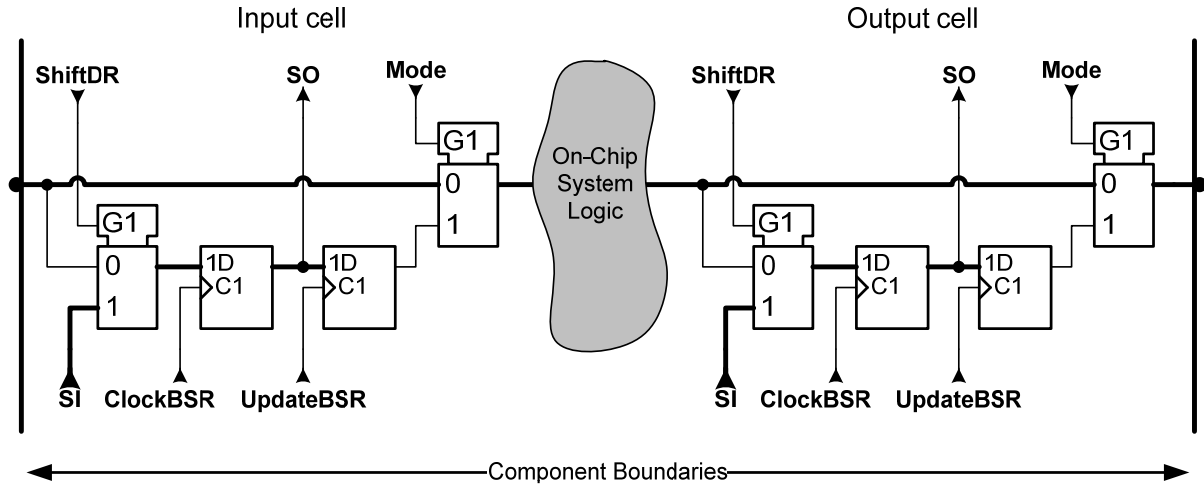 Input cell
Output cell
ShiftDR
SO
Mode
ShiftDR
SO
Mode
G1
G1
On-Chip
System
Logic
0
0
1
1
G1
G1
0
1D
1D
0
1D
1D
C1
C1
C1
C1
1
1
SI
ClockBSR
UpdateBSR
SI
ClockBSR
UpdateBSR
Component Boundaries